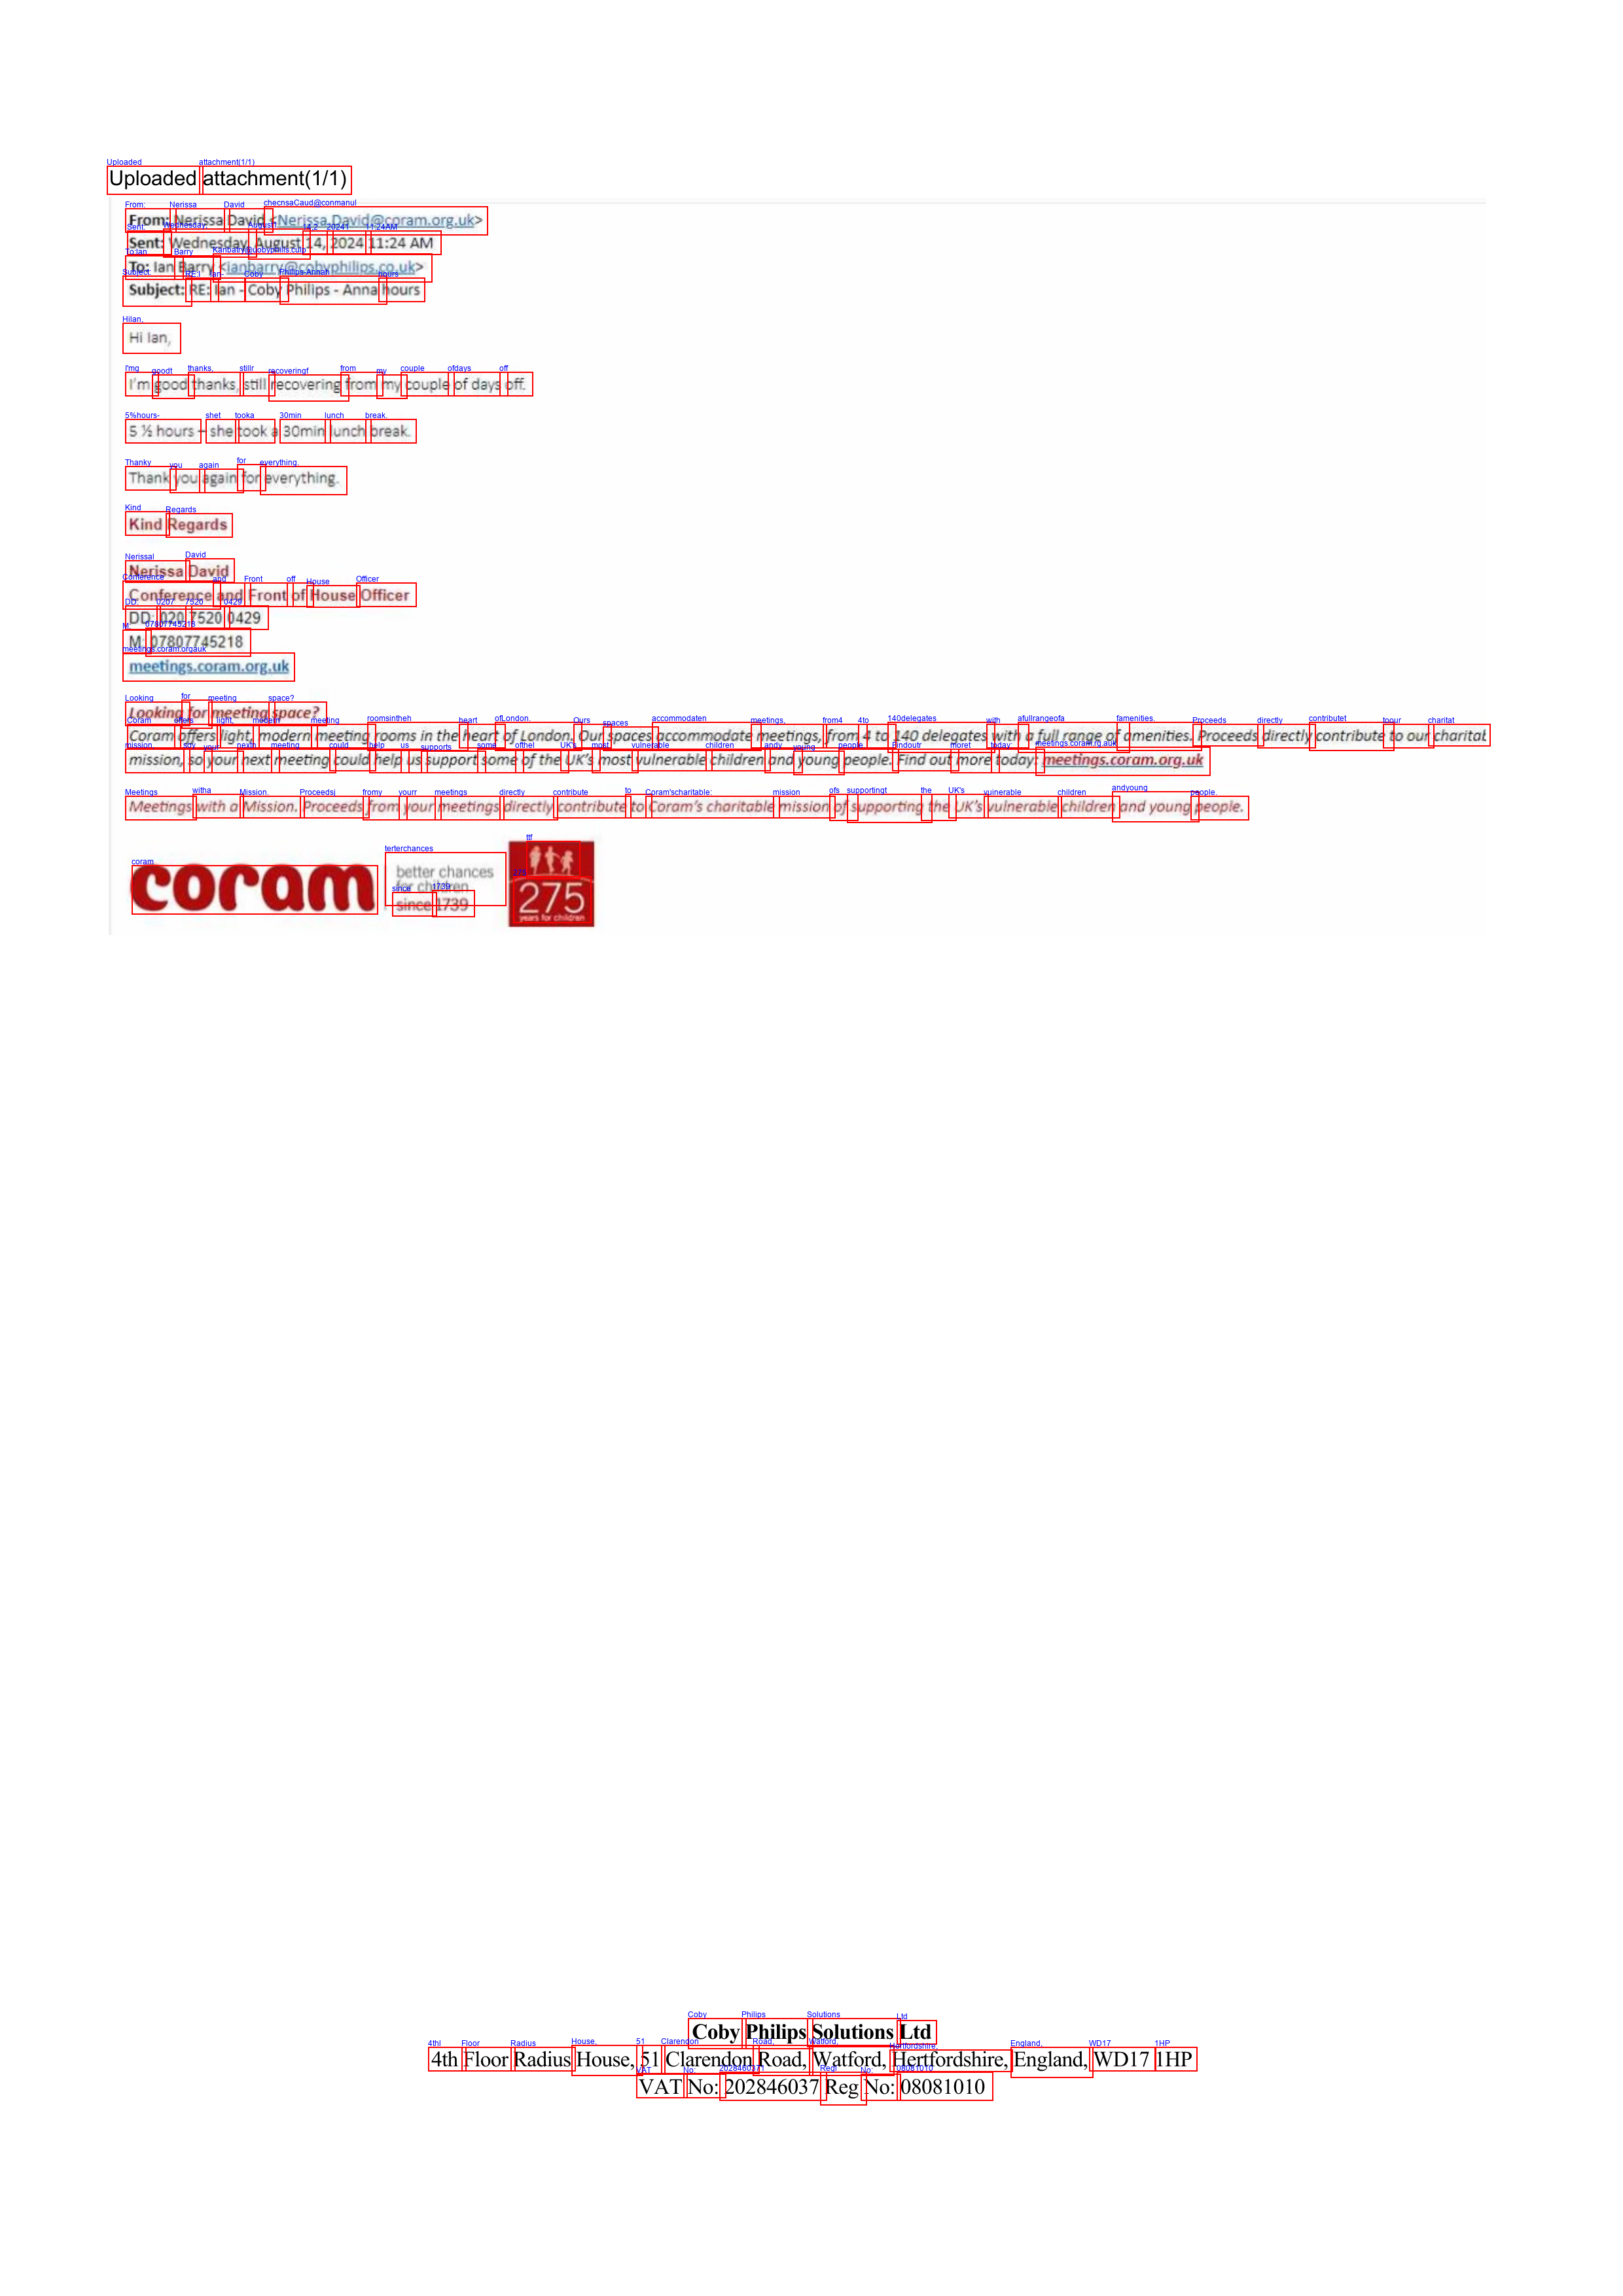 Uploaded attachment(1/1)
From: Nerissa David <Nerissa.David@coram.org.uk>
Sent: Wednesday, August 14, 2024 11:24 AM
To: Ian Barry <ianbarry@cobyphilips.co.uk>
Subject: RE: Ian - Coby Philips - Anna hours
Hi Ian,
I'm good thanks, still recovering from my couple of days off.
5 ½ hours – she took a 30min lunch break.
Thank you again for everything.
Kind Regards
Nerissa David
Conference and Front of House Officer
DD: 020 7520 0429
M: 07807745218
meetings.coram.org.uk
Looking for meeting space?
Coram offers light, modern meeting rooms in the heart of London. Our spaces accommodate meetings, from 4 to 140 delegates with a full range of amenities. Proceeds directly contribute to our charitat
mission, so your next meeting could help us support some of the UK's most vulnerable children and young people. Find out more today: meetings.coram.org.uk
Meetings with a Mission. Proceeds from your meetings directly contribute to Coram's charitable mission of supporting the UK's vulnerable children and young people.
coram
better chances
for children
since 1739
275
years for children
Coby Philips Solutions Ltd
4th Floor Radius House, 51 Clarendon Road, Watford, Hertfordshire, England, WD17 1HP
VAT No: 202846037 Reg No: 08081010